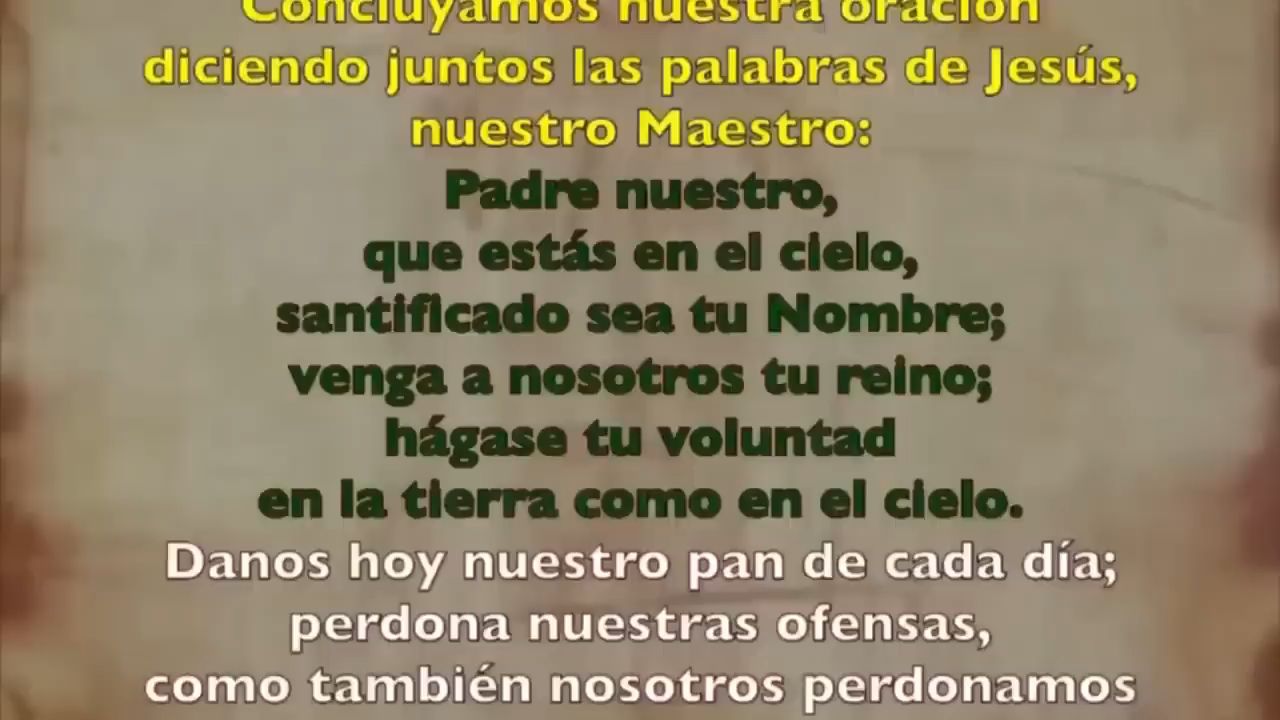 Concluyamos nuestra oración
diciendo juntos las palabras de Jesús,
nuestro Maestro:
Padre nuestro,
que estás en el cielo,
santificado sea tu Nombre;
venga a nosotros tu reino;
hágase tu voluntad
en la tierra como en el cielo.
Danos hoy nuestro pan de cada día;
perdona nuestras ofensas,
como también nosotros perdonamos